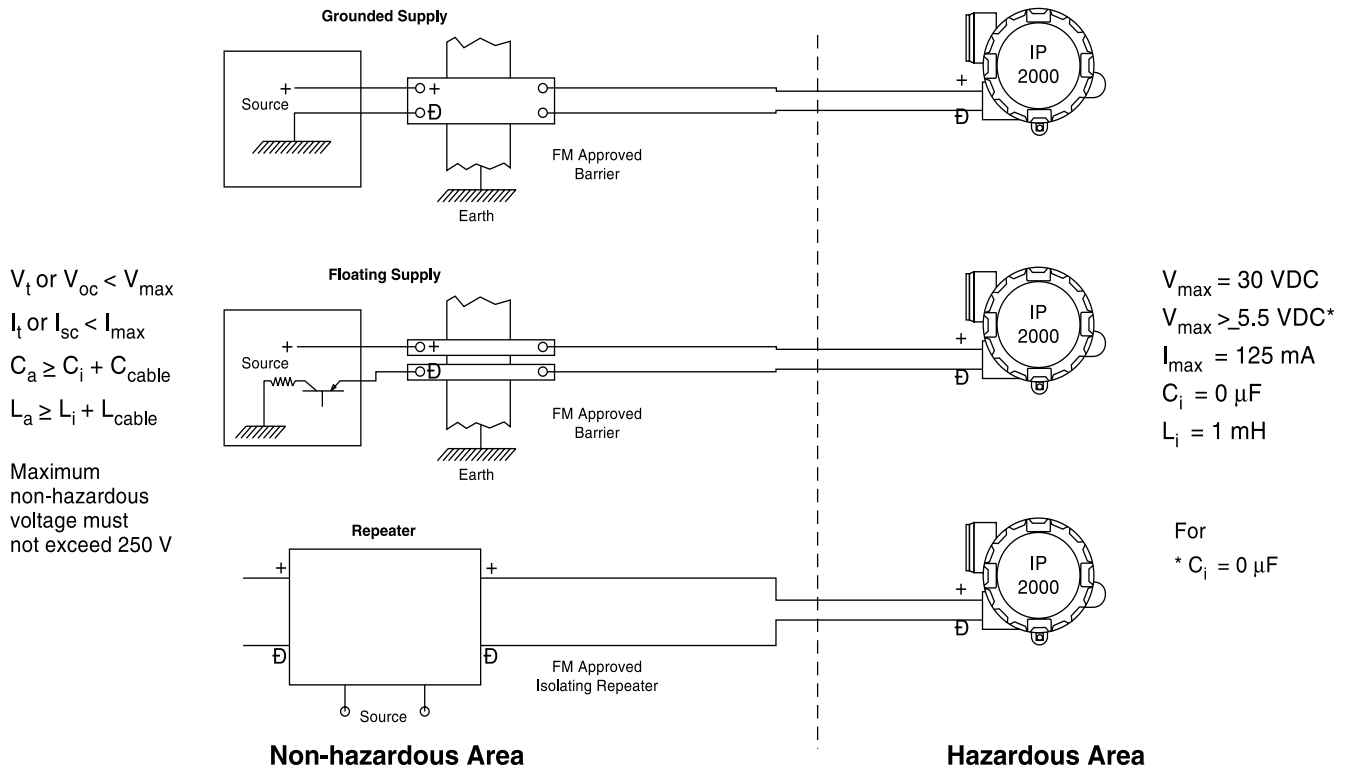 Grounded Supply
+
Source
+
Đ
FM Approved
Barrier
Earth
+
Đ
IP
2000
V_t or V_oc < V_max
I_t or I_sc < I_max
C_a ≥ C_i + C_cable
L_a ≥ L_i + L_cable
Maximum
non-hazardous
voltage must
not exceed 250 V
Floating Supply
+
Source
+
Đ
FM Approved
Barrier
Earth
+
Đ
IP
2000
V_max = 30 VDC
V_max >_5.5 VDC*
I_max = 125 mA
C_i = 0 μF
L_i = 1 mH
Repeater
+
Đ
+
Đ
Source
FM Approved
Isolating Repeater
+
Đ
IP
2000
For
* C_i = 0 μF
Non-hazardous Area
Hazardous Area